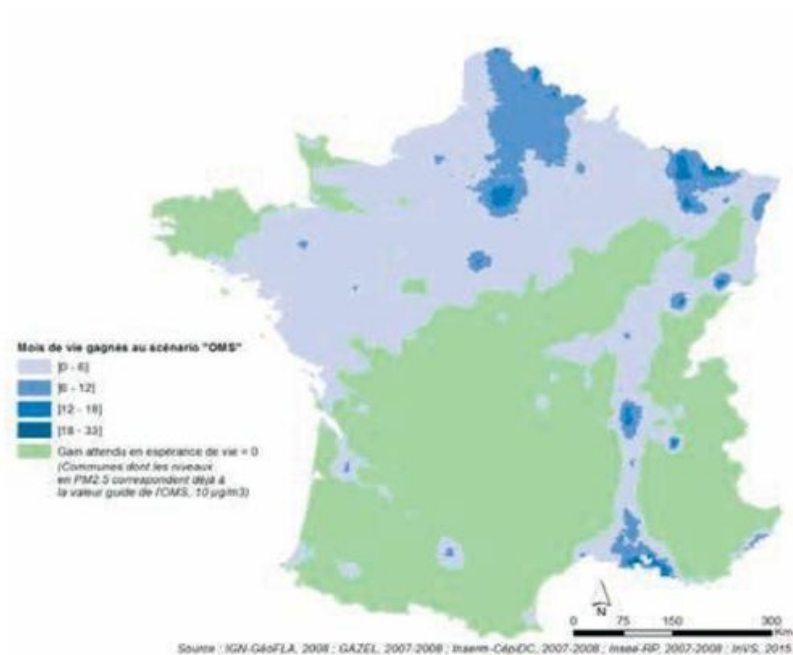 Mois de vie gagnés au scénario "OMS"
]0 - 6]
]6 - 12]
]12 - 18]
]18 - 33]
Gain attendu en espérance de vie = 0
(Communes dont les niveaux
en PM2.5 correspondent déjà à
la valeur guide de l'OMS, 10 µg/m3)
N
0 75 150 300
Km
Source : IGN-GéoFLA, 2008 ; GAZEL, 2007-2008 ; Inserm-CépiDC, 2007-2008 ; Insee-RP, 2007-2008 ; InVS, 2015